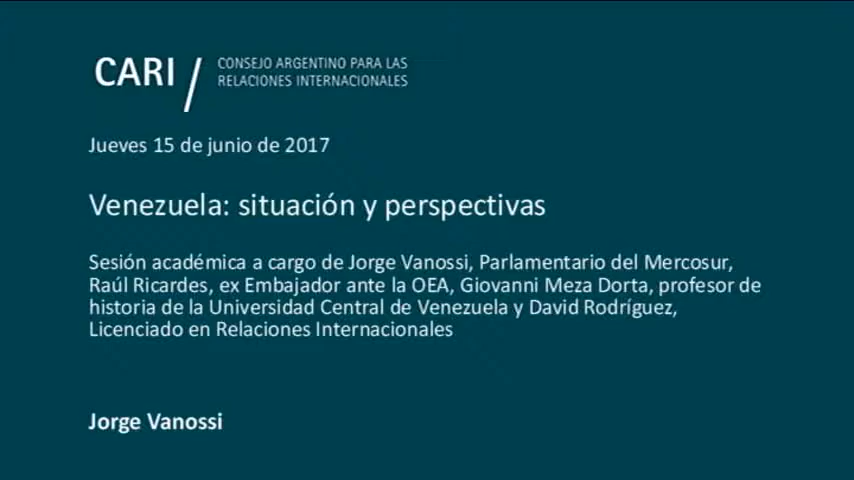 CARI/
CONSEJO ARGENTINO PARA LAS
RELACIONES INTERNACIONALES
Jueves 15 de junio de 2017
Venezuela: situación y perspectivas
Sesión académica a cargo de Jorge Vanossi, Parlamentario del Mercosur,
Raúl Ricardes, ex Embajador ante la OEA, Giovanni Meza Dorta, profesor de
historia de la Universidad Central de Venezuela y David Rodríguez,
Licenciado en Relaciones Internacionales
Jorge Vanossi